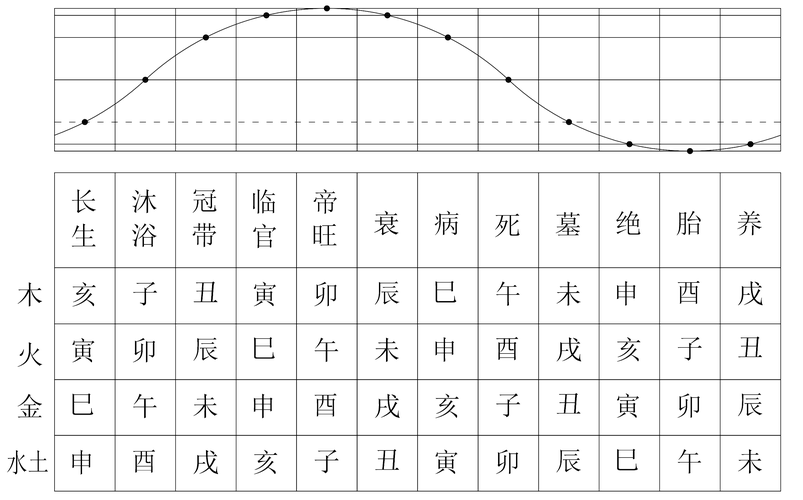 长生 沐浴 冠带 临官 帝旺 衰 病 死 墓 绝 胎 养
木 亥 子 丑 寅 卯 辰 巳 午 未 申 酉 戌
火 寅 卯 辰 巳 午 未 申 酉 戌 亥 子 丑
金 巳 午 未 申 酉 戌 亥 子 丑 寅 卯 辰
水土 申 酉 戌 亥 子 丑 寅 卯 辰 巳 午 未